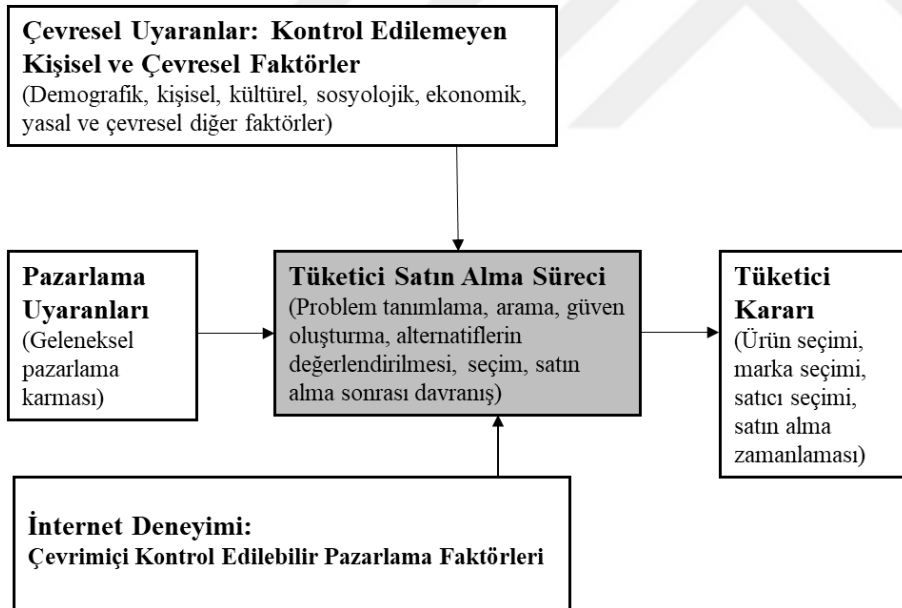 Çevresel Uyaranlar: Kontrol Edilemeyen
Kişisel ve Çevresel Faktörler
(Demografik, kişisel, kültürel, sosyolojik, ekonomik,
yasal ve çevresel diğer faktörler)
Pazarlama
Uyaranları
(Geleneksel
pazarlama
karması)
Tüketici Satın Alma Süreci
(Problem tanımlama, arama, güven
oluşturma, alternatiflerin
değerlendirilmesi, seçim, satın
alma sonrası davranış)
Tüketici
Kararı
(Ürün seçimi,
marka seçimi,
satıcı seçimi,
satın alma
zamanlaması)
İnternet Deneyimi:
Çevrimiçi Kontrol Edilebilir Pazarlama Faktörleri